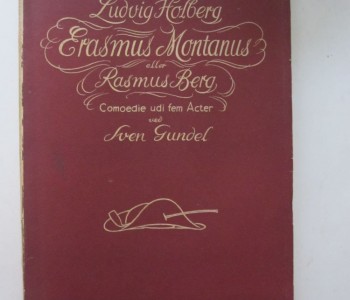 Ludvig Holberg
Erasmus Montanus
eller
Rasmus Berg
Comoedie udi fem Acter
ved
Sven Gundel